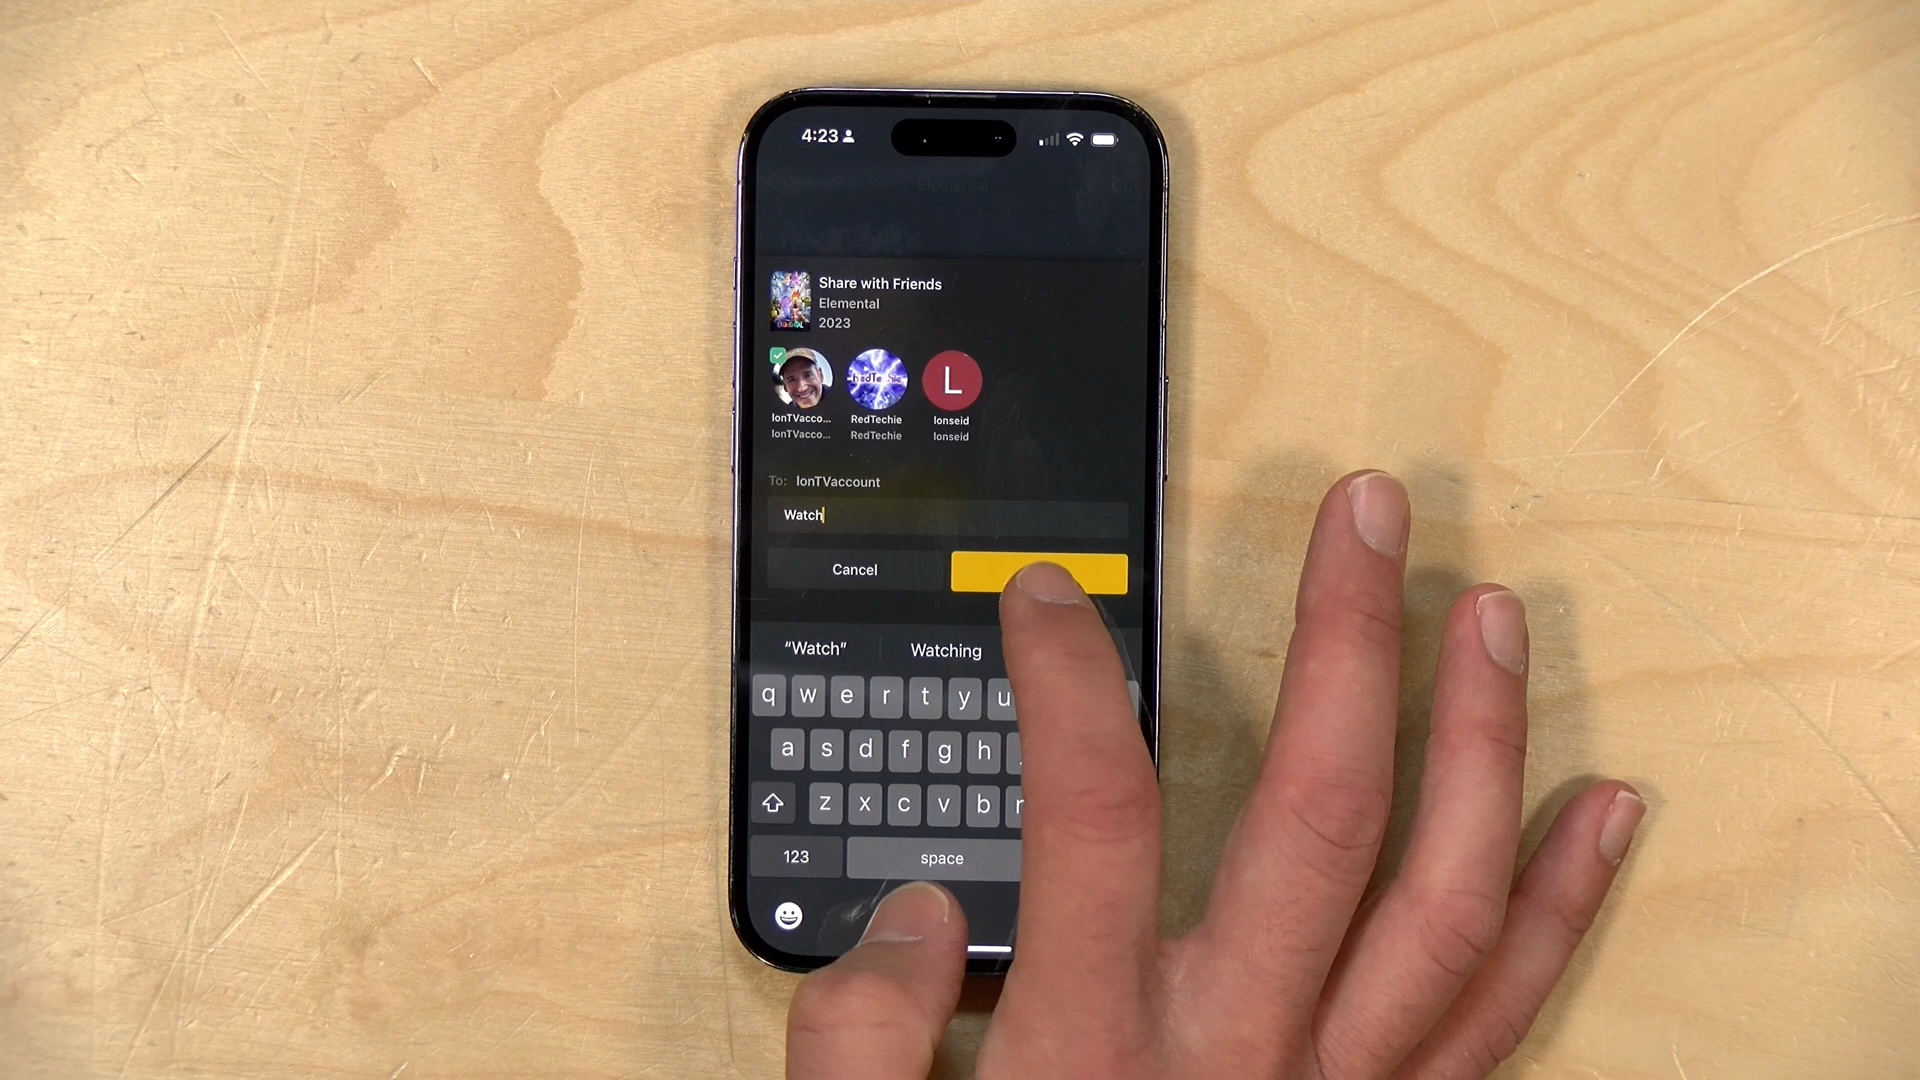 4:23
Elemental
Share with Friends
Elemental
2023
L
IonTVacco... RedTechie lonseid
IonTVacco... RedTechie lonseid
To: IonTVaccount
Watch
Cancel
“Watch” Watching
q w e r t y u
a s d f g h
z x c v b
123 space